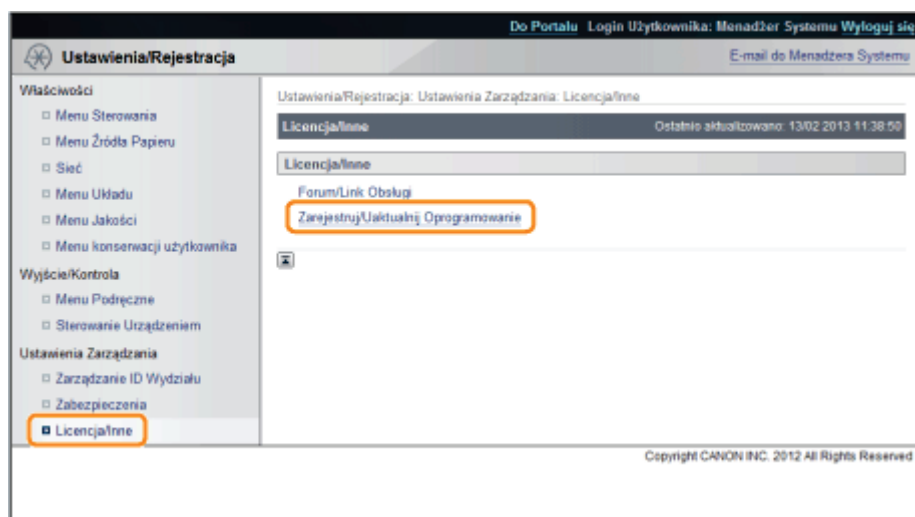 Do Portalu Login Użytkownika: Menadżer Systemu Wyloguj się
Ustawienia/Rejestracja
E-mail do Menadżera Systemu
Właściwości
Menu Sterowania
Menu Źródła Papieru
Sieć
Menu Układu
Menu Jakości
Menu konserwacji użytkownika
Wyjście/Kontrola
Menu Podręczne
Sterowanie Urządzeniem
Ustawienia Zarządzania
Zarządzanie ID Wydziału
Zabezpieczenia
Licencja/Inne
Ustawienia/Rejestracja: Ustawienia Zarządzania: Licencja/Inne
Licencja/Inne Ostatnio aktualizowano: 13/02 2013 11:38:50
Licencja/Inne
Forum/Link Obsługi
Zarejestruj/Uaktualnij Oprogramowanie
Copyright CANON INC. 2012 All Rights Reserved